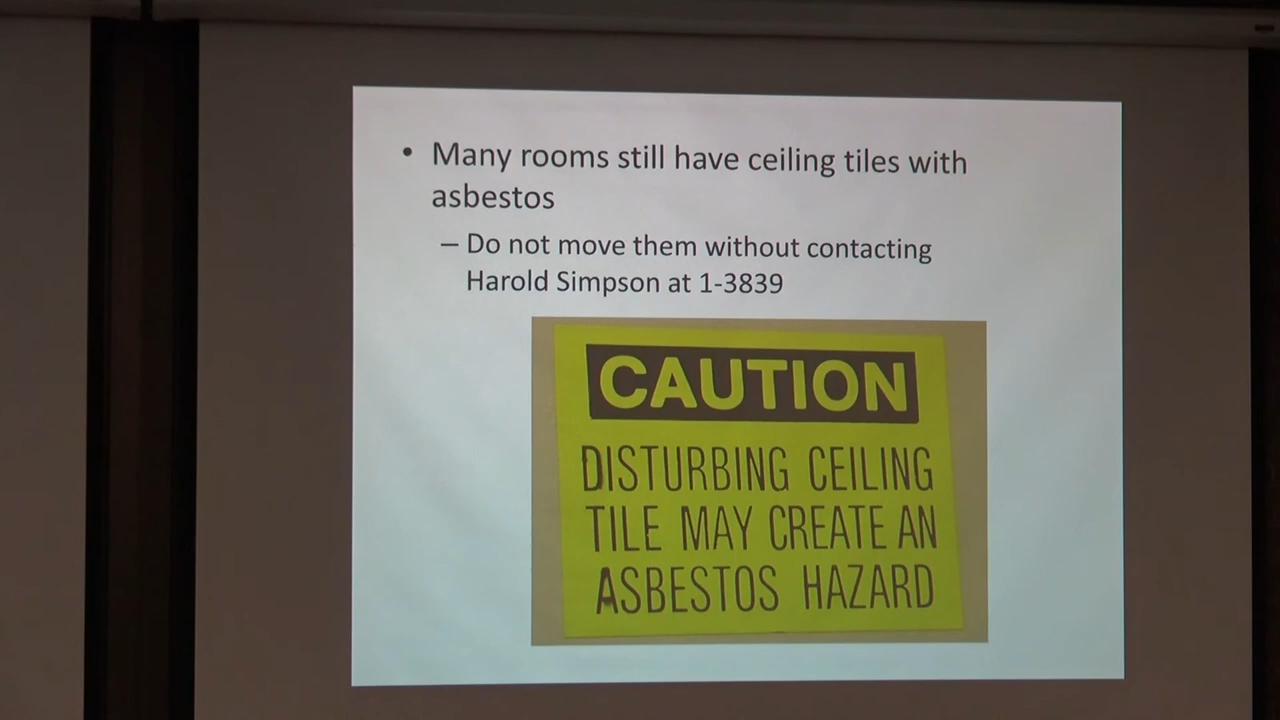 • Many rooms still have ceiling tiles with
asbestos
– Do not move them without contacting
Harold Simpson at 1-3839
CAUTION
DISTURBING CEILING
TILE MAY CREATE AN
ASBESTOS HAZARD